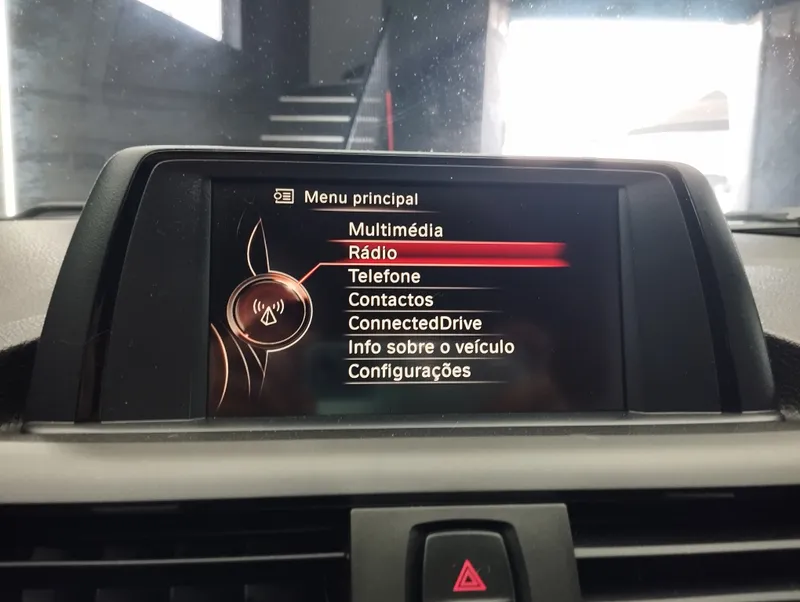 Menu principal
Multimédia
Rádio
Telefone
Contactos
ConnectedDrive
Info sobre o veículo
Configurações